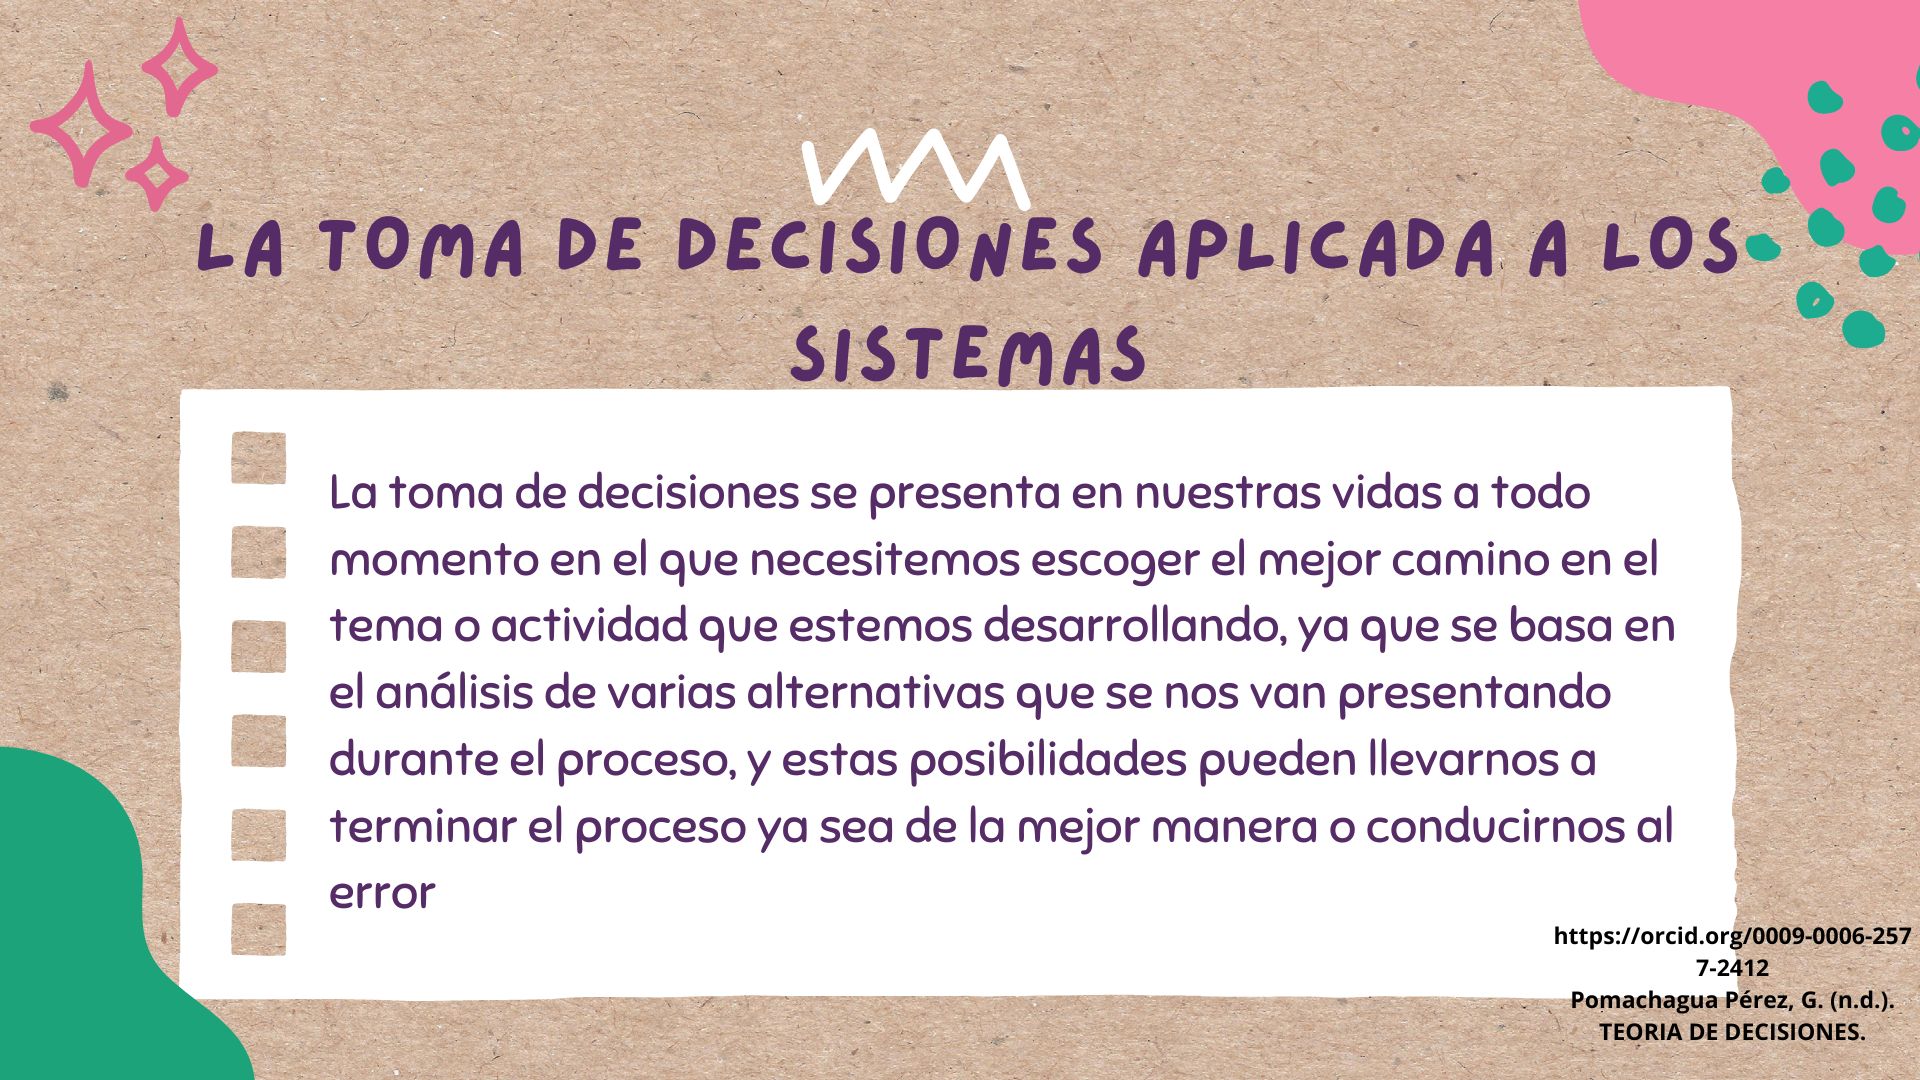 LA TOMA DE DECISIONES APLICADA A LOS
SISTEMAS
La toma de decisiones se presenta en nuestras vidas a todo
momento en el que necesitemos escoger el mejor camino en el
tema o actividad que estemos desarrollando, ya que se basa en
el análisis de varias alternativas que se nos van presentando
durante el proceso, y estas posibilidades pueden llevarnos a
terminar el proceso ya sea de la mejor manera o conducirnos al
error
https://orcid.org/0009-0006-257
7-2412
Pomachagua Pérez, G. (n.d.).
TEORIA DE DECISIONES.